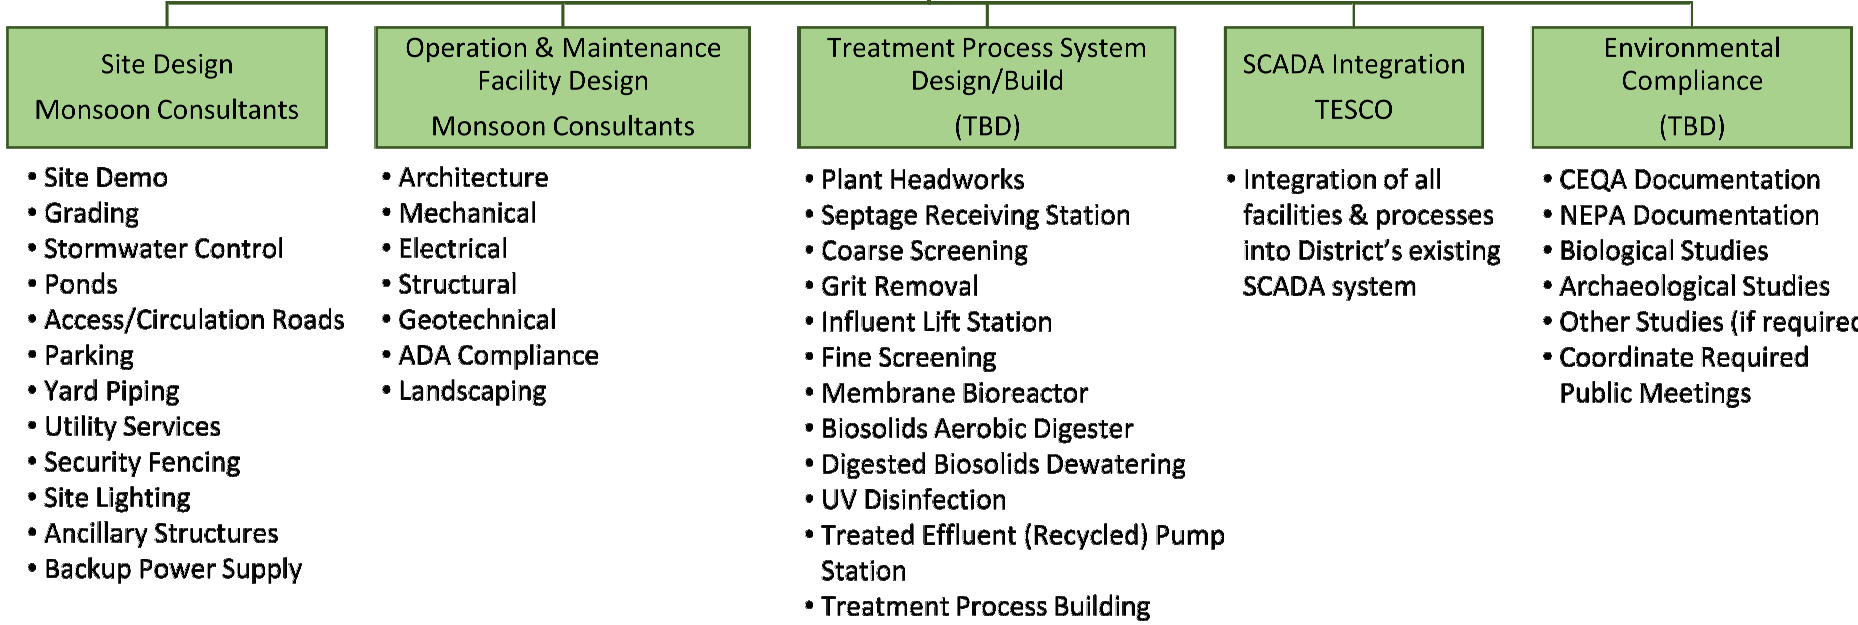 Site Design
Monsoon Consultants
• Site Demo
• Grading
• Stormwater Control
• Ponds
• Access/Circulation Roads
• Parking
• Yard Piping
• Utility Services
• Security Fencing
• Site Lighting
• Ancillary Structures
• Backup Power Supply
Operation & Maintenance
Facility Design
Monsoon Consultants
• Architecture
• Mechanical
• Electrical
• Structural
• Geotechnical
• ADA Compliance
• Landscaping
Treatment Process System
Design/Build
(TBD)
• Plant Headworks
• Septage Receiving Station
• Coarse Screening
• Grit Removal
• Influent Lift Station
• Fine Screening
• Membrane Bioreactor
• Biosolids Aerobic Digester
• Digested Biosolids Dewatering
• UV Disinfection
• Treated Effluent (Recycled) Pump
Station
• Treatment Process Building
SCADA Integration
TESCO
• Integration of all
facilities & processes
into District’s existing
SCADA system
Environmental
Compliance
(TBD)
• CEQA Documentation
• NEPA Documentation
• Biological Studies
• Archaeological Studies
• Other Studies (if required
• Coordinate Required
Public Meetings